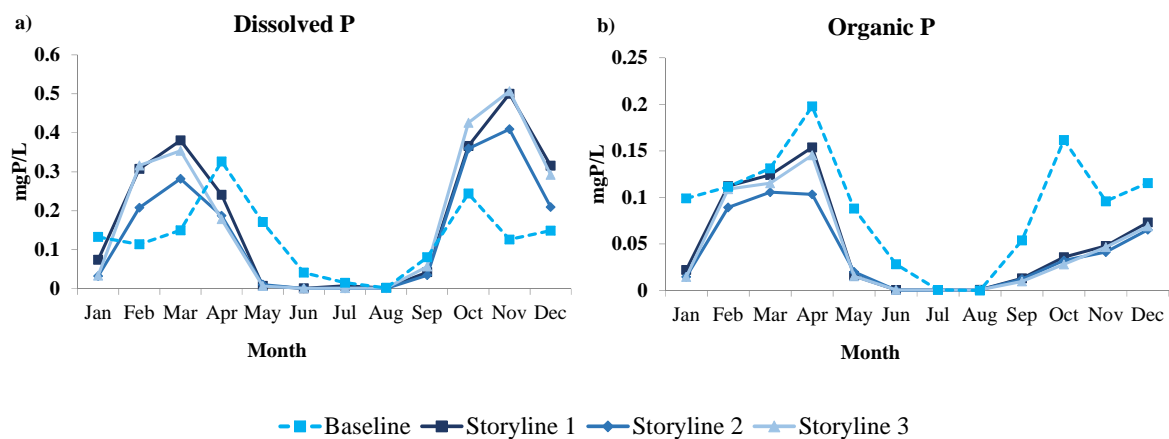 a)
Dissolved P
0.6
0.5
0.4
0.3
0.2
0.1
0
mgP/L
Jan Feb Mar Apr May Jun Jul Aug Sep Oct Nov Dec
Month
b)
Organic P
0.25
0.2
0.15
0.1
0.05
0
mgP/L
Jan Feb Mar Apr May Jun Jul Aug Sep Oct Nov Dec
Month
Baseline Storyline 1 Storyline 2 Storyline 3